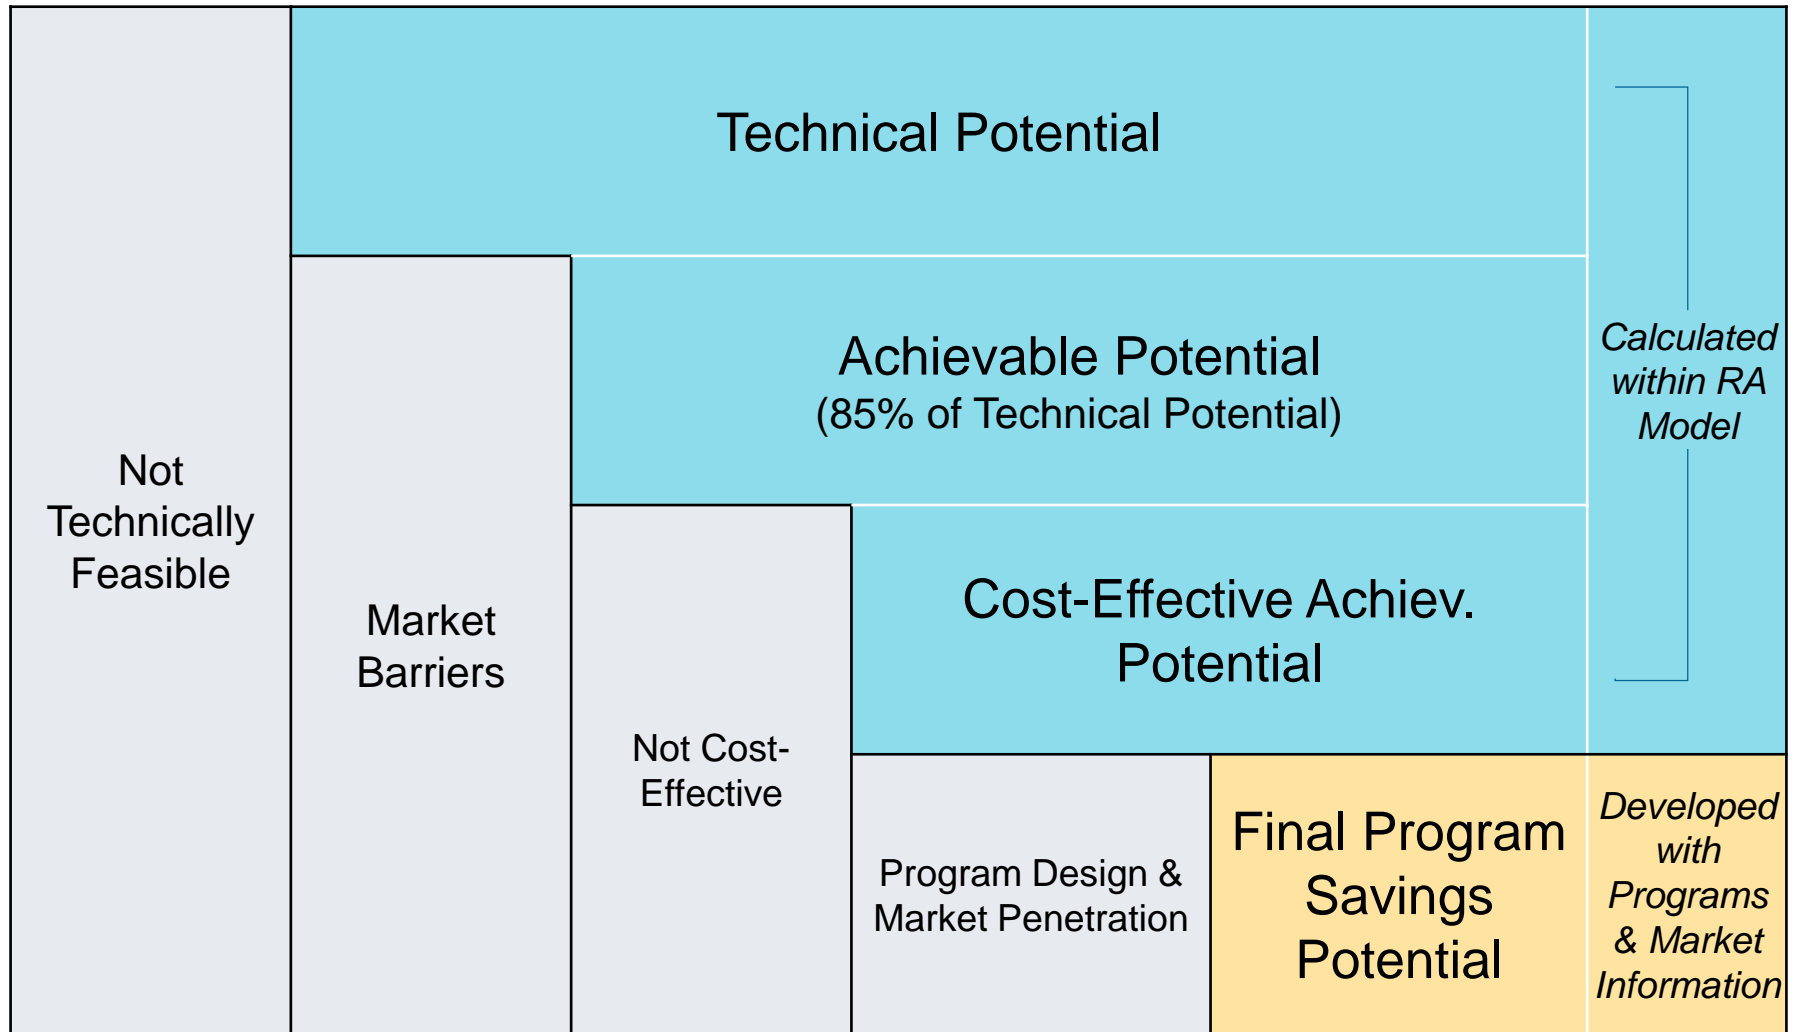 Technical Potential
Achievable Potential
(85% of Technical Potential)
Calculated
within RA
Model
Not
Technically
Feasible
Market
Barriers
Cost-Effective Achiev.
Potential
Not Cost-
Effective
Program Design &
Market Penetration
Final Program
Savings
Potential
Developed
with
Programs
& Market
Information